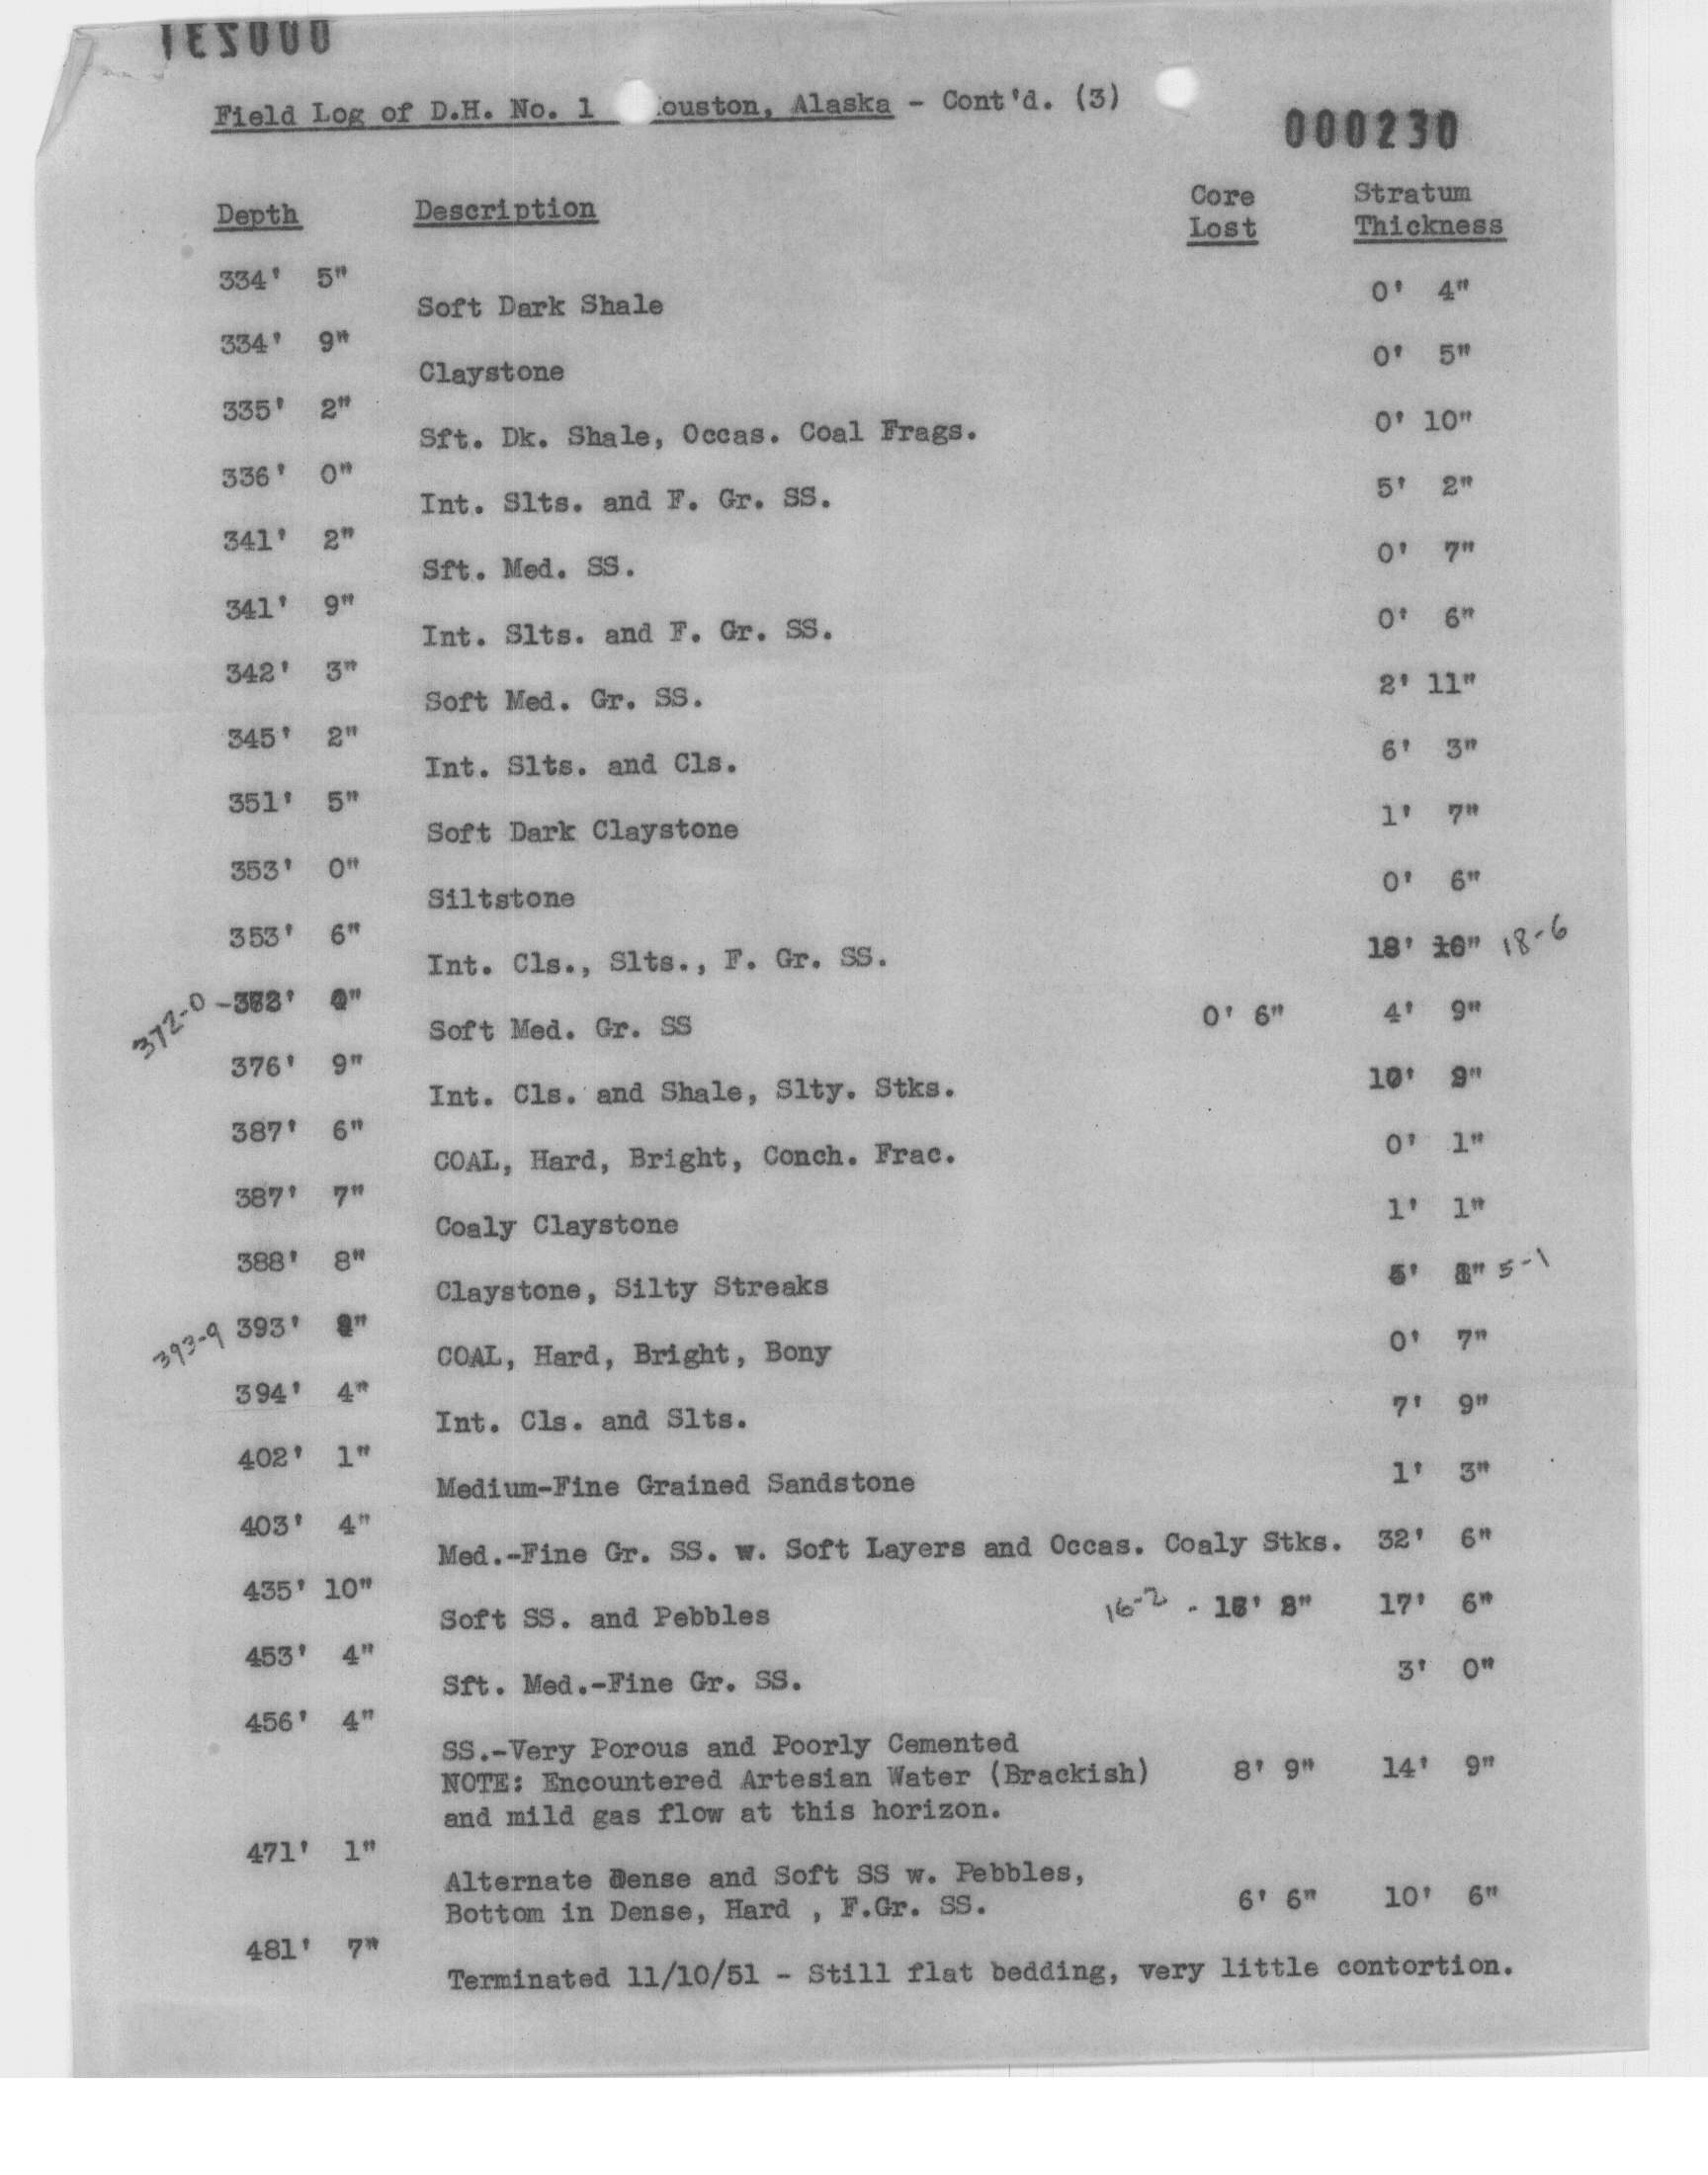 000231
Field Log of D.H. No. 1 ouston, Alaska - Cont'd. (3)
000230
Depth Description Core Lost Stratum Thickness
334' 5"
Soft Dark Shale 0' 4"
334' 9"
Claystone 0' 5"
335' 2"
Sft. Dk. Shale, Occas. Coal Frags. 0' 10"
336' 0"
Int. Slts. and F. Gr. SS. 5' 2"
341' 2"
Sft. Med. SS. 0' 7"
341' 9"
Int. Slts. and F. Gr. SS. 0' 6"
342' 3"
Soft Med. Gr. SS. 2' 11"
345' 2"
Int. Slts. and Cls. 6' 3"
351' 5"
Soft Dark Claystone 1' 7"
353' 0"
Siltstone 0' 6"
353' 6"
Int. Cls., Slts., F. Gr. SS. 18' 6" 18-6
372-0 - 372' 0"
Soft Med. Gr. SS 0' 6" 4' 9"
376' 9"
Int. Cls. and Shale, Slty. Stks. 10' 9"
387' 6"
COAL, Hard, Bright, Conch. Frac. 0' 1"
387' 7"
Coaly Claystone 1' 1"
388' 8"
Claystone, Silty Streaks 5' 1" 5-1
393-9 393' 9"
COAL, Hard, Bright, Bony 0' 7"
394' 4"
Int. Cls. and Slts. 7' 9"
402' 1"
Medium-Fine Grained Sandstone 1' 3"
403' 4"
Med.-Fine Gr. SS. w. Soft Layers and Occas. Coaly Stks. 32' 6"
435' 10"
Soft SS. and Pebbles 16-2 - 16' 2" 17' 6"
453' 4"
Sft. Med.-Fine Gr. SS. 3' 0"
456' 4"
SS.-Very Porous and Poorly Cemented
NOTE: Encountered Artesian Water (Brackish) 8' 9" 14' 9"
and mild gas flow at this horizon.
471' 1"
Alternate Dense and Soft SS w. Pebbles,
Bottom in Dense, Hard , F.Gr. SS. 6' 6" 10' 6"
481' 7"
Terminated 11/10/51 - Still flat bedding, very little contortion.